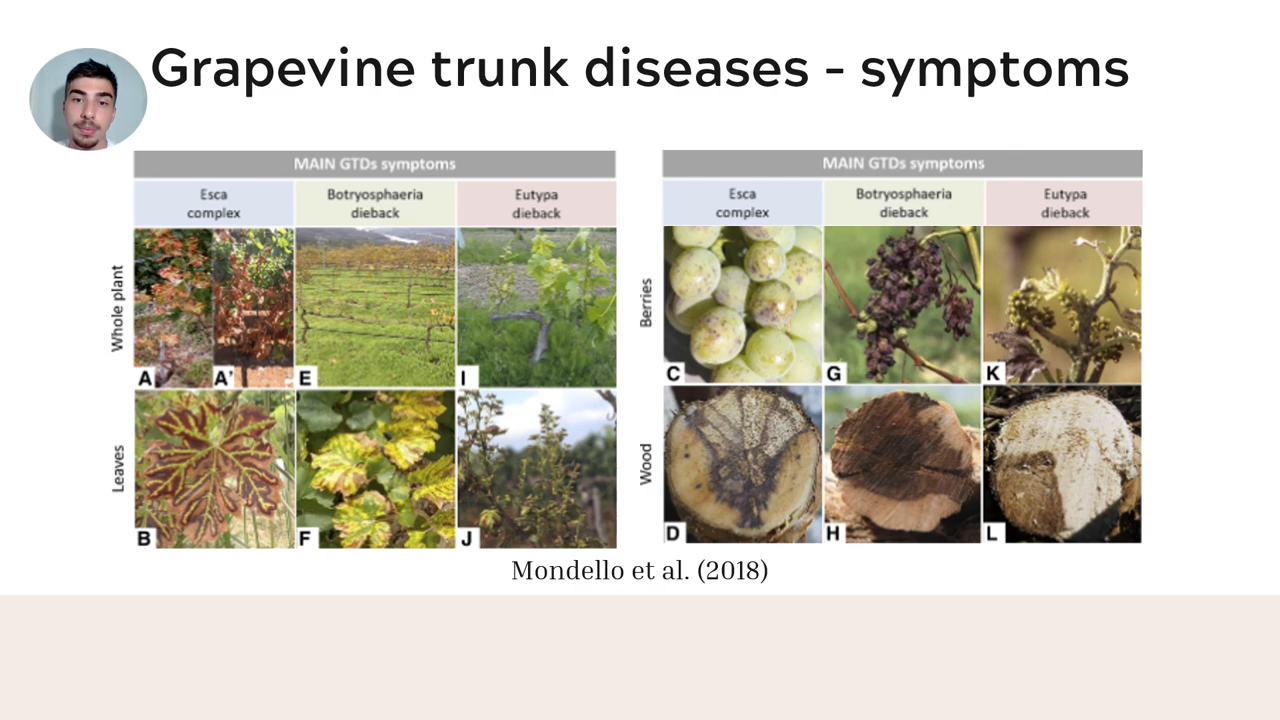 Grapevine trunk diseases - symptoms
MAIN GTDs symptoms
Esca
complex
Botryosphaeria
dieback
Eutypa
dieback
Whole plant
A
A'
E
I
Leaves
B
F
J
MAIN GTDs symptoms
Esca
complex
Botryosphaeria
dieback
Eutypa
dieback
Berries
C
G
K
Wood
D
H
L
Mondello et al. (2018)